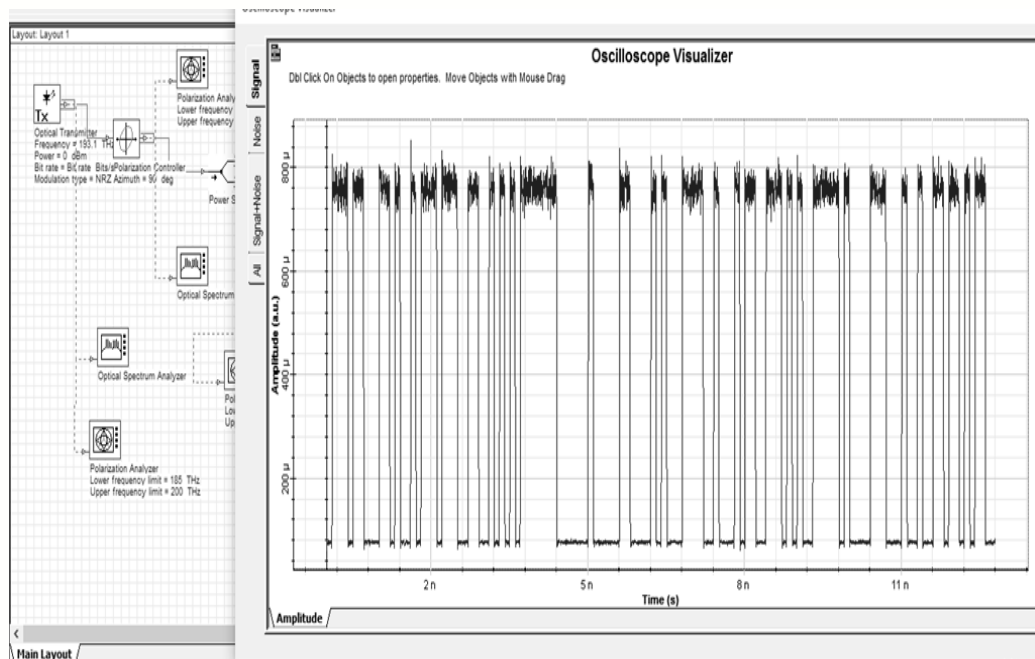 Layout: Layout 1
Polarization Analy
Lower frequency
Upper frequency
Tx
Optical Transmitter
Frequency = 193.1 THz
Power = 0 dBm
Bit rate = Bit rate Bits/s
Modulation type = NRZ
Polarization Controller
Azimuth = 90 deg
Power S
Optical Spectrum
Optical Spectrum Analyzer
Pol
Low
Upp
Polarization Analyzer
Lower frequency limit = 185 THz
Upper frequency limit = 200 THz
Main Layout
Oscilloscope Visualizer
Oscilloscope Visualizer
Dbl Click On Objects to open properties. Move Objects with Mouse Drag
Signal
Noise
Signal+Noise
All
Amplitude (a.u.)
800 µ
600 µ
400 µ
200 µ
2 n
5 n
8 n
11 n
Time (s)
Amplitude